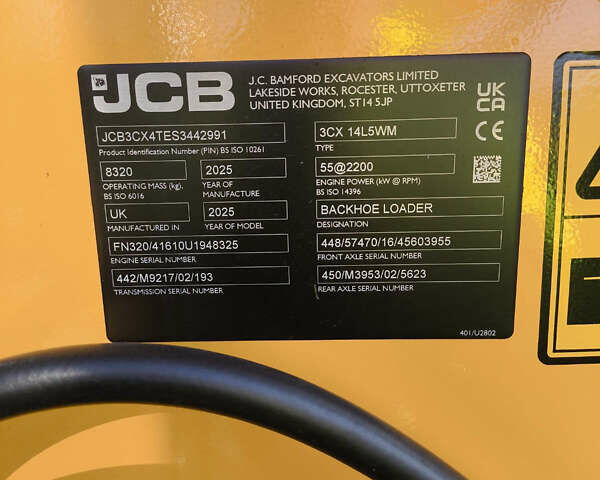 JCB
J.C. BAMFORD EXCAVATORS LIMITED
LAKESIDE WORKS, ROCESTER, UTTOXETER
UNITED KINGDOM, ST14 5JP
UK
CA
CE
JCB3CX4TES3442991
Product Identification Number (PIN) BS ISO 10261
3CX 14L5WM
TYPE
8320
OPERATING MASS (kg),
BS ISO 6016
2025
YEAR OF
MANUFACTURE
55@2200
ENGINE POWER (kW @ RPM)
BS ISO 14396
UK
MANUFACTURED IN
2025
YEAR OF MODEL
BACKHOE LOADER
DESIGNATION
FN320/41610U1948325
ENGINE SERIAL NUMBER
448/57470/16/45603955
FRONT AXLE SERIAL NUMBER
442/M9217/02/193
TRANSMISSION SERIAL NUMBER
450/M3953/02/5623
REAR AXLE SERIAL NUMBER
401/U2802